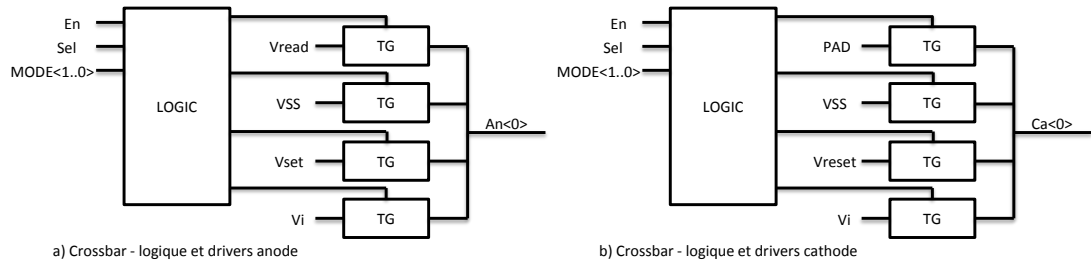 En
Sel
MODE<1..0>
LOGIC
Vread
TG
VSS
TG
Vset
TG
Vi
TG
An<0>
a) Crossbar - logique et drivers anode
En
Sel
MODE<1..0>
LOGIC
PAD
TG
VSS
TG
Vreset
TG
Vi
TG
Ca<0>
b) Crossbar - logique et drivers cathode